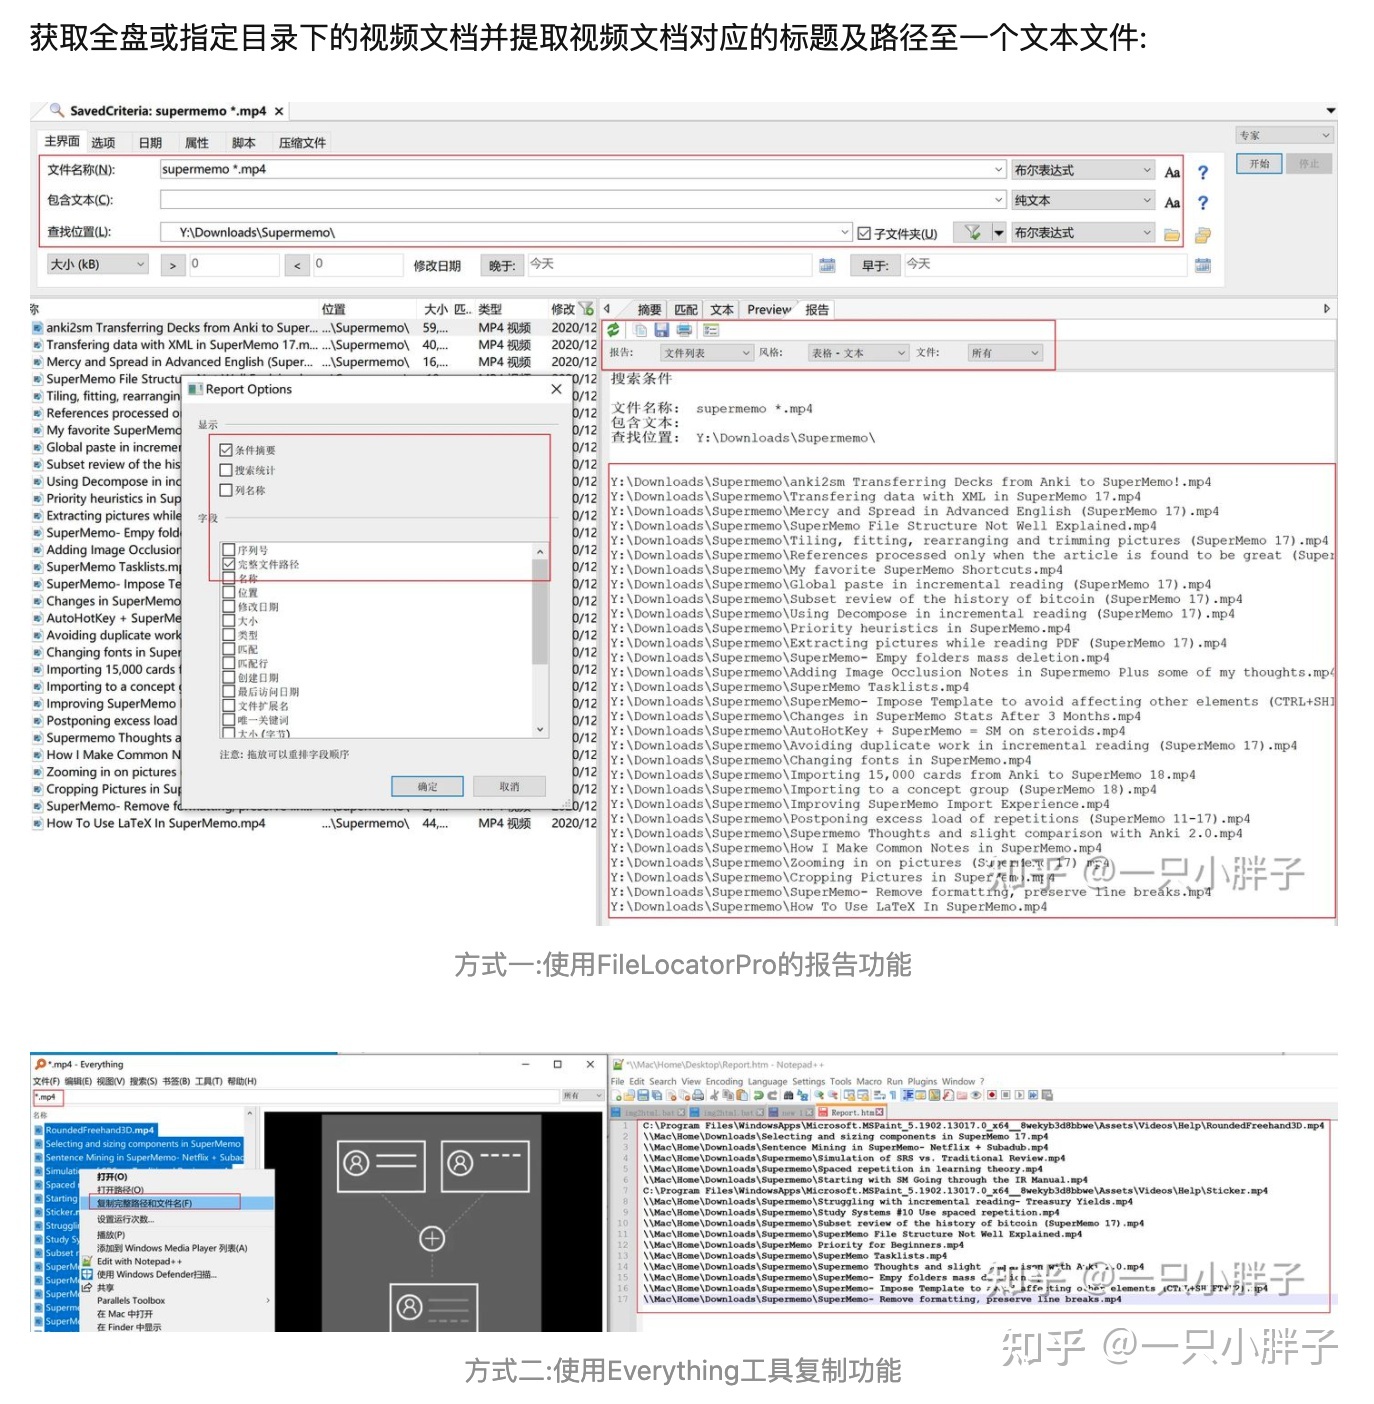 获取全盘或指定目录下的视频文档并提取视频文档对应的标题及路径至一个文本文件:
SavedCriteria: supermemo *.mp4 ×
主界面 选项 日期 属性 脚本 压缩文件
专家
文件名称(N): supermemo *.mp4 布尔表达式 Aa ?
开始 停止
包含文本(C): 纯文本 Aa ?
查找位置(L): Y:\Downloads\Supermemo\ 子文件夹(U) 布尔表达式
大小 (kB) > 0 < 0 修改日期 晚于: 今天 早于: 今天
称 位置 大小 匹.. 类型 修改
anki2sm Transferring Decks from Anki to Super... ...\Supermemo\ 59,... MP4 视频 2020/12
Transfering data with XML in SuperMemo 17.m... ...\Supermemo\ 40,... MP4 视频 2020/12
Mercy and Spread in Advanced English (Super... ...\Supermemo\ 16,... MP4 视频 2020/12
SuperMemo File Structu
Tiling, fitting, rearrangin
References processed o
My favorite SuperMemo
Global paste in incremer
Subset review of the his
Using Decompose in inc
Priority heuristics in Sup
Extracting pictures while
SuperMemo- Empy fold
Adding Image Occlusion
SuperMemo Tasklists.m
SuperMemo- Impose Te
Changes in SuperMemo
AutoHotKey + SuperMe
Avoiding duplicate work
Changing fonts in Super
Importing 15,000 cards f
Importing to a concept g
Improving SuperMemo I
Postponing excess load
Supermemo Thoughts a
How I Make Common N
Zooming in on pictures
Cropping Pictures in Sup
SuperMemo- Remove fo
How To Use LaTeX In SuperMemo.mp4 ...\Supermemo\ 44,... MP4 视频 2020/12
Report Options
显示
条件摘要
搜索统计
列名称
字段
序列号
完整文件路径
名称
位置
修改日期
大小
类型
匹配
匹配行
创建日期
最后访问日期
文件扩展名
唯一关键词
大小 (字节)
注意: 拖放可以重排字段顺序
确定 取消
摘要 匹配 文本 Preview 报告
报告: 文件列表 风格: 表格 - 文本 文件: 所有
搜索条件
文件名称: supermemo *.mp4
包含文本:
查找位置: Y:\Downloads\Supermemo\
Y:\Downloads\Supermemo\anki2sm Transferring Decks from Anki to SuperMemo!.mp4
Y:\Downloads\Supermemo\Transfering data with XML in SuperMemo 17.mp4
Y:\Downloads\Supermemo\Mercy and Spread in Advanced English (SuperMemo 17).mp4
Y:\Downloads\Supermemo\SuperMemo File Structure Not Well Explained.mp4
Y:\Downloads\Supermemo\Tiling, fitting, rearranging and trimming pictures (SuperMemo 17).mp4
Y:\Downloads\Supermemo\References processed only when the article is found to be great (Super
Y:\Downloads\Supermemo\My favorite SuperMemo Shortcuts.mp4
Y:\Downloads\Supermemo\Global paste in incremental reading (SuperMemo 17).mp4
Y:\Downloads\Supermemo\Subset review of the history of bitcoin (SuperMemo 17).mp4
Y:\Downloads\Supermemo\Using Decompose in incremental reading (SuperMemo 17).mp4
Y:\Downloads\Supermemo\Priority heuristics in SuperMemo.mp4
Y:\Downloads\Supermemo\Extracting pictures while reading PDF (SuperMemo 17).mp4
Y:\Downloads\Supermemo\SuperMemo- Empy folders mass deletion.mp4
Y:\Downloads\Supermemo\Adding Image Occlusion Notes in Supermemo Plus some of my thoughts.mp4
Y:\Downloads\Supermemo\SuperMemo Tasklists.mp4
Y:\Downloads\Supermemo\SuperMemo- Impose Template to avoid affecting other elements (CTRL+SHI
Y:\Downloads\Supermemo\Changes in SuperMemo Stats After 3 Months.mp4
Y:\Downloads\Supermemo\AutoHotKey + SuperMemo = SM on steroids.mp4
Y:\Downloads\Supermemo\Avoiding duplicate work in incremental reading (SuperMemo 17).mp4
Y:\Downloads\Supermemo\Changing fonts in SuperMemo.mp4
Y:\Downloads\Supermemo\Importing 15,000 cards from Anki to SuperMemo 18.mp4
Y:\Downloads\Supermemo\Importing to a concept group (SuperMemo 18).mp4
Y:\Downloads\Supermemo\Improving SuperMemo Import Experience.mp4
Y:\Downloads\Supermemo\Postponing excess load of repetitions (SuperMemo 11-17).mp4
Y:\Downloads\Supermemo\Supermemo Thoughts and slight comparison with Anki 2.0.mp4
Y:\Downloads\Supermemo\How I Make Common Notes in SuperMemo.mp4
Y:\Downloads\Supermemo\Zooming in on pictures (SuperMemo 17).mp4
Y:\Downloads\Supermemo\Cropping Pictures in SuperMemo.mp4
Y:\Downloads\Supermemo\SuperMemo- Remove formatting, preserve line breaks.mp4
Y:\Downloads\Supermemo\How To Use LaTeX In SuperMemo.mp4
知乎 @一只小胖子
方式一:使用FileLocatorPro的报告功能
*.mp4 - Everything
文件(F) 编辑(E) 视图(V) 搜索(S) 书签(B) 工具(T) 帮助(H)
*.mp4 所有
名称
RoundedFreehand3D.mp4
Selecting and sizing components in SuperMemo
Sentence Mining in SuperMemo- Netflix + Subad
Simulatio
Spaced
Starting
Sticker.n
Struggli
Study Sy
Subset r
SuperM
SuperM
SuperM
SuperM
Superme
SuperM
打开(O)
打开路径(O)
复制完整路径和文件名(F)
设置运行次数...
播放(P)
添加到 Windows Media Player 列表(A)
Edit with Notepad++
使用 Windows Defender扫描...
共享
Parallels Toolbox
在 Mac 中打开
在 Finder 中显示
*\\Mac\Home\Desktop\Report.htm - Notepad++
File Edit Search View Encoding Language Settings Tools Macro Run Plugins Window ?
img2html.bat img2html.bat new 1 Report.htm
1 C:\Program Files\WindowsApps\Microsoft.MSPaint_5.1902.13017.0_x64__8wekyb3d8bbwe\Assets\Videos\Help\RoundedFreehand3D.mp4
2 \\Mac\Home\Downloads\Selecting and sizing components in SuperMemo 17.mp4
3 \\Mac\Home\Downloads\Sentence Mining in SuperMemo- Netflix + Subadub.mp4
4 \\Mac\Home\Downloads\Supermemo\Simulation of SRS vs. Traditional Review.mp4
5 \\Mac\Home\Downloads\Supermemo\Spaced repetition in learning theory.mp4
6 \\Mac\Home\Downloads\Supermemo\Starting with SM Going through the IR Manual.mp4
7 C:\Program Files\WindowsApps\Microsoft.MSPaint_5.1902.13017.0_x64__8wekyb3d8bbwe\Assets\Videos\Help\Sticker.mp4
8 \\Mac\Home\Downloads\Supermemo\Struggling with incremental reading- Treasury Yields.mp4
9 \\Mac\Home\Downloads\Supermemo\Study Systems #10 Use spaced repetition.mp4
10 \\Mac\Home\Downloads\Supermemo\Subset review of the history of bitcoin (SuperMemo 17).mp4
11 \\Mac\Home\Downloads\Supermemo\SuperMemo File Structure Not Well Explained.mp4
12 \\Mac\Home\Downloads\SuperMemo Priority for Beginners.mp4
13 \\Mac\Home\Downloads\Supermemo\SuperMemo Tasklists.mp4
14 \\Mac\Home\Downloads\Supermemo\Supermemo Thoughts and slight comparison with Anki 2.0.mp4
15 \\Mac\Home\Downloads\Supermemo\SuperMemo- Empy folders mass deletion.mp4
16 \\Mac\Home\Downloads\Supermemo\SuperMemo- Impose Template to avoid affecting other elements (CTRL+SHIFT+F2).mp4
17 \\Mac\Home\Downloads\Supermemo\SuperMemo- Remove formatting, preserve line breaks.mp4
知乎 @一只小胖子
知乎 @一只小胖子
方式二:使用Everything工具复制功能